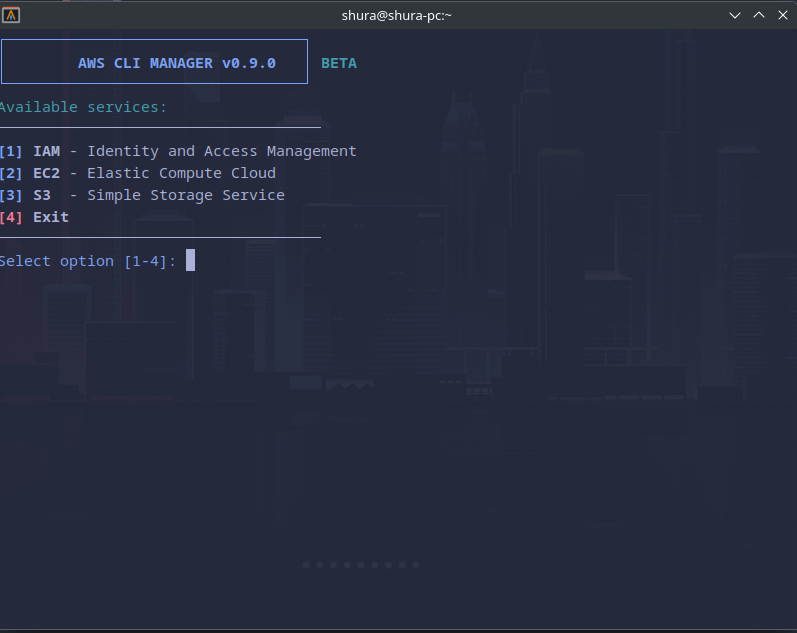 shura@shura-pc:~
AWS CLI MANAGER v0.9.0 BETA
Available services:
[1] IAM - Identity and Access Management
[2] EC2 - Elastic Compute Cloud
[3] S3 - Simple Storage Service
[4] Exit
Select option [1-4]: